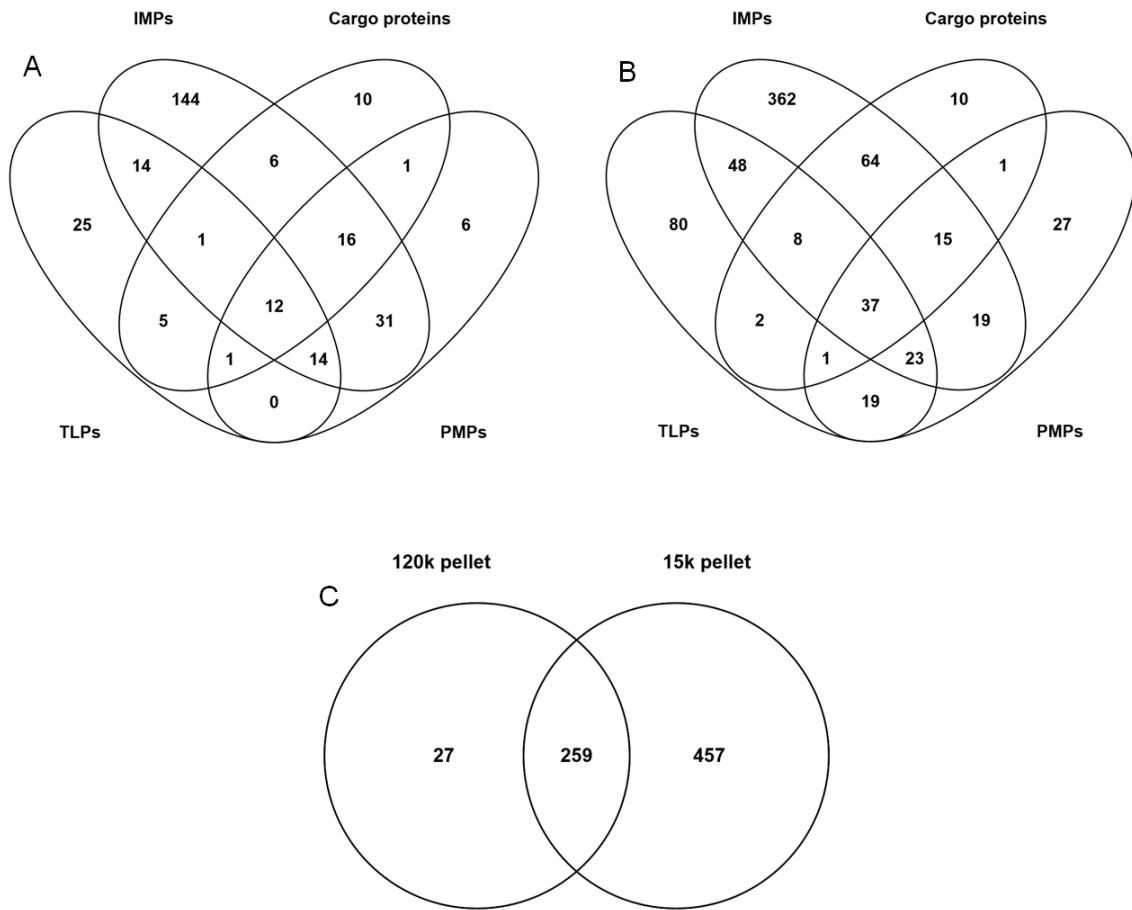 IMPs Cargo proteins
A
144 10
14 6 1
25 1 16 6
12
5 31
1 14
0
TLPs PMPs
IMPs Cargo proteins
B
362 10
48 64 1
80 8 15 27
37
2 19
1 23
19
TLPs PMPs
120k pellet 15k pellet
C
27 259 457